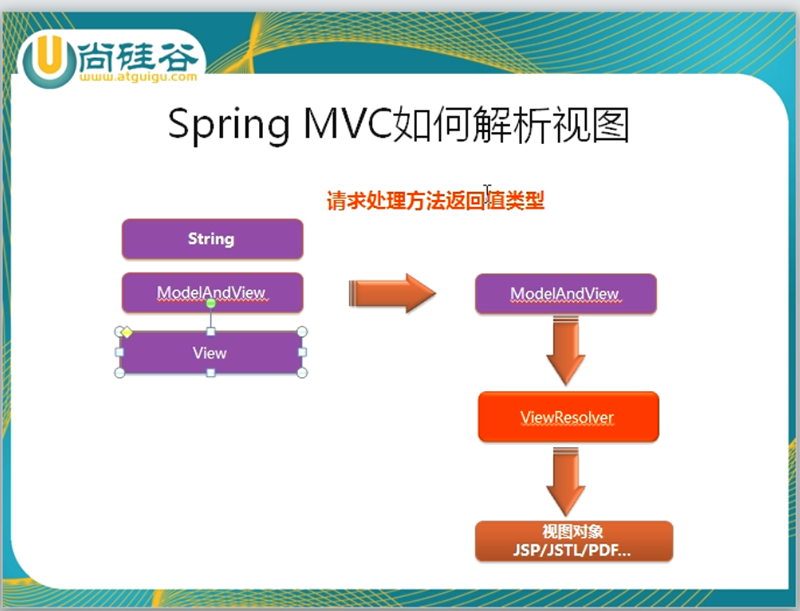 尚硅谷
www.atguigu.com
Spring MVC如何解析视图
请求处理方法返回值类型
String
ModelAndView
View
ModelAndView
ViewResolver
视图对象
JSP/JSTL/PDF...